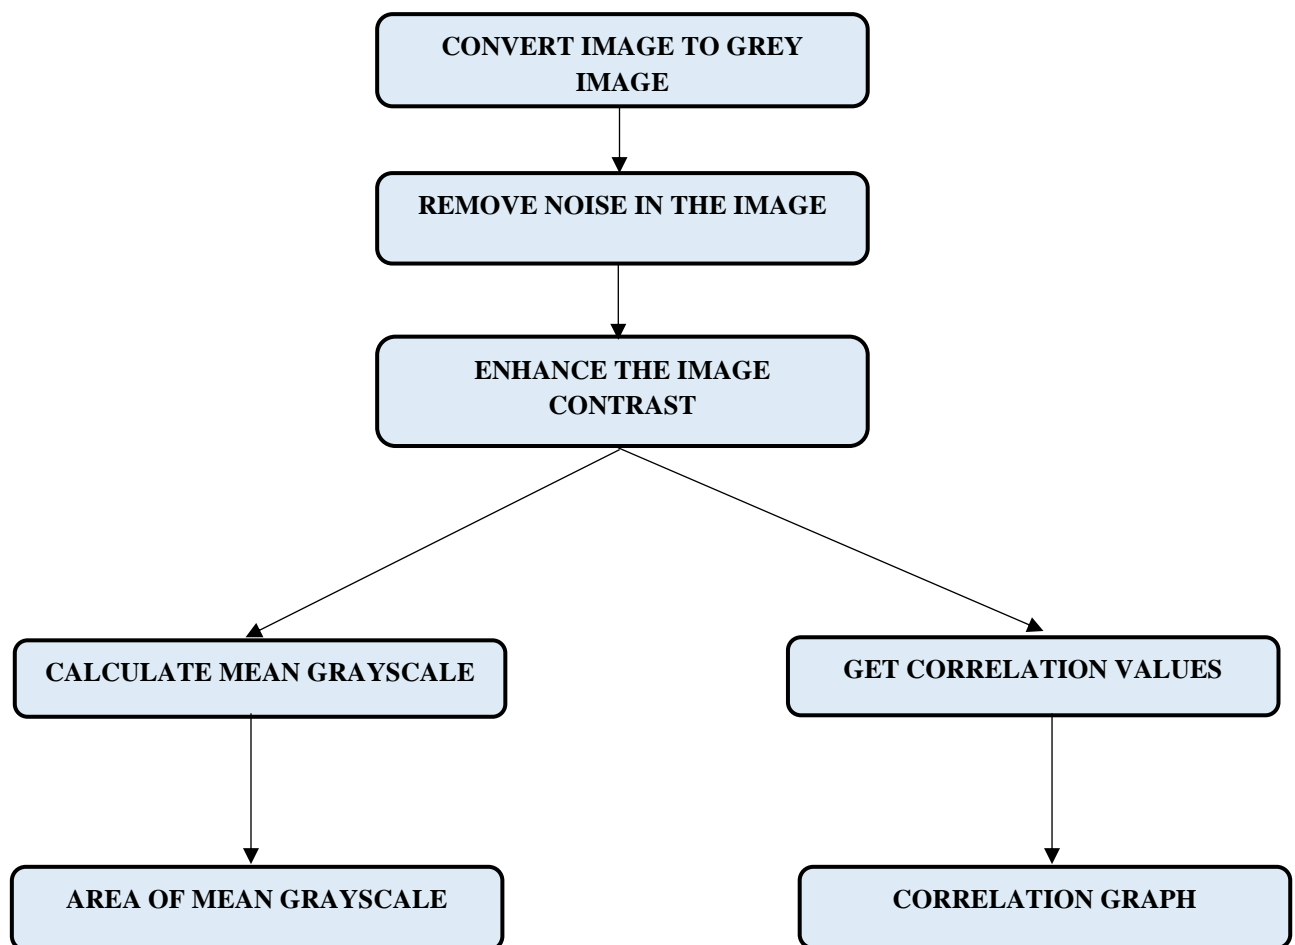 CONVERT IMAGE TO GREY
IMAGE
REMOVE NOISE IN THE IMAGE
ENHANCE THE IMAGE
CONTRAST
CALCULATE MEAN GRAYSCALE
GET CORRELATION VALUES
AREA OF MEAN GRAYSCALE
CORRELATION GRAPH